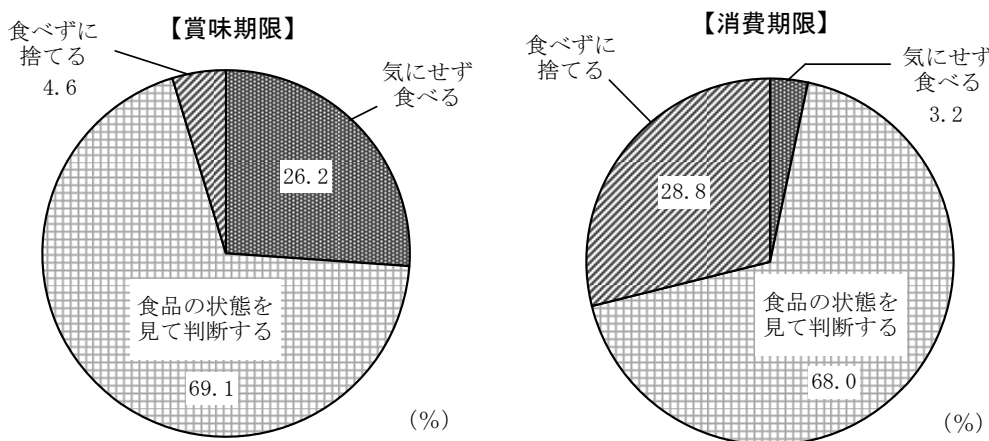 【賞味期限】
食べずに
捨てる
4.6
気にせず
食べる
26.2
食品の状態を
見て判断する
69.1
(%)
【消費期限】
食べずに
捨てる
気にせず
食べる
3.2
28.8
食品の状態を
見て判断する
68.0
(%)